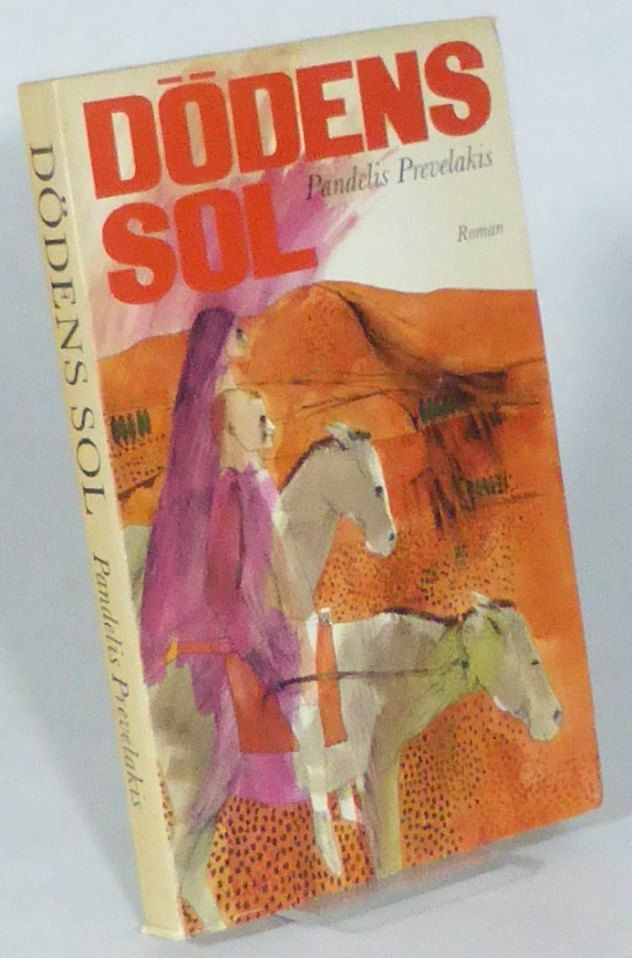 DÖDENS
SOL
Pandelis Prevelakis
Roman
DÖDENS SOL Pandelis Prevelakis